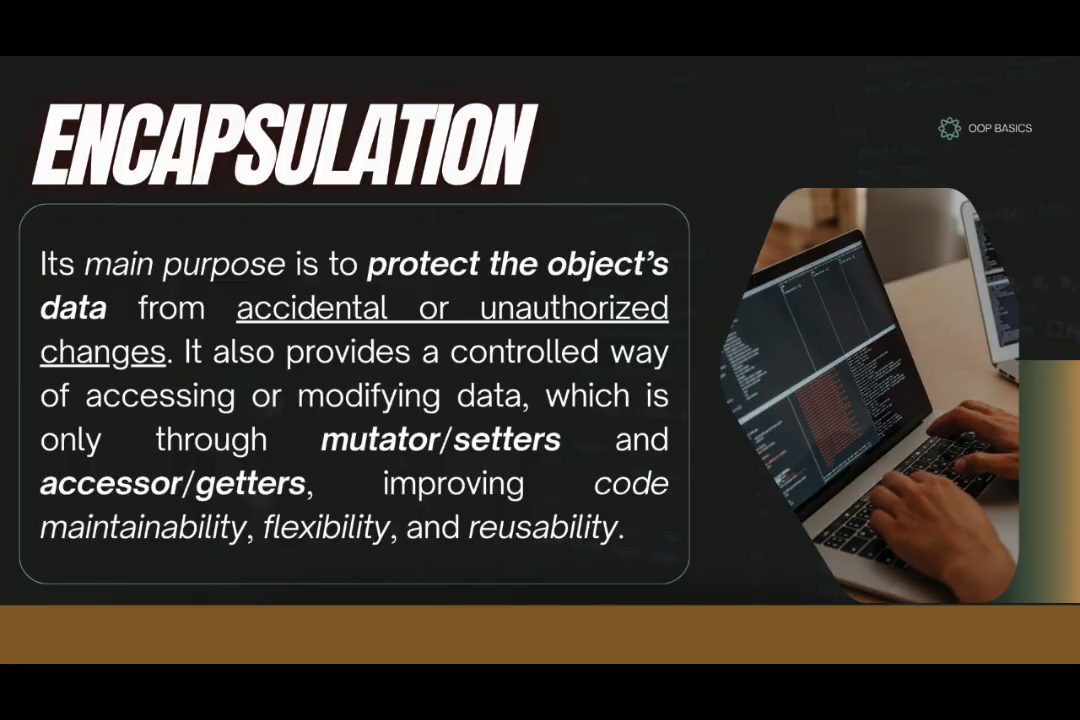 ENCAPSULATION
OOP BASICS
Its main purpose is to protect the object's
data from accidental or unauthorized
changes. It also provides a controlled way
of accessing or modifying data, which is
only through mutator/setters and
accessor/getters, improving code
maintainability, flexibility, and reusability.